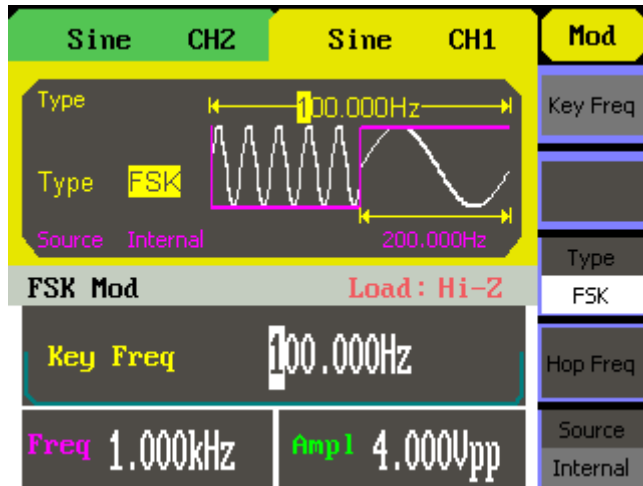 Sine CH2 Sine CH1 Mod
Type 100.000Hz Key Freq
Type FSK
Source Internal 200.000Hz
Type
FSK Mod Load: Hi-Z FSK
Key Freq 100.000Hz Hop Freq
Freq 1.000kHz Ampl 4.000Vpp Source
Internal